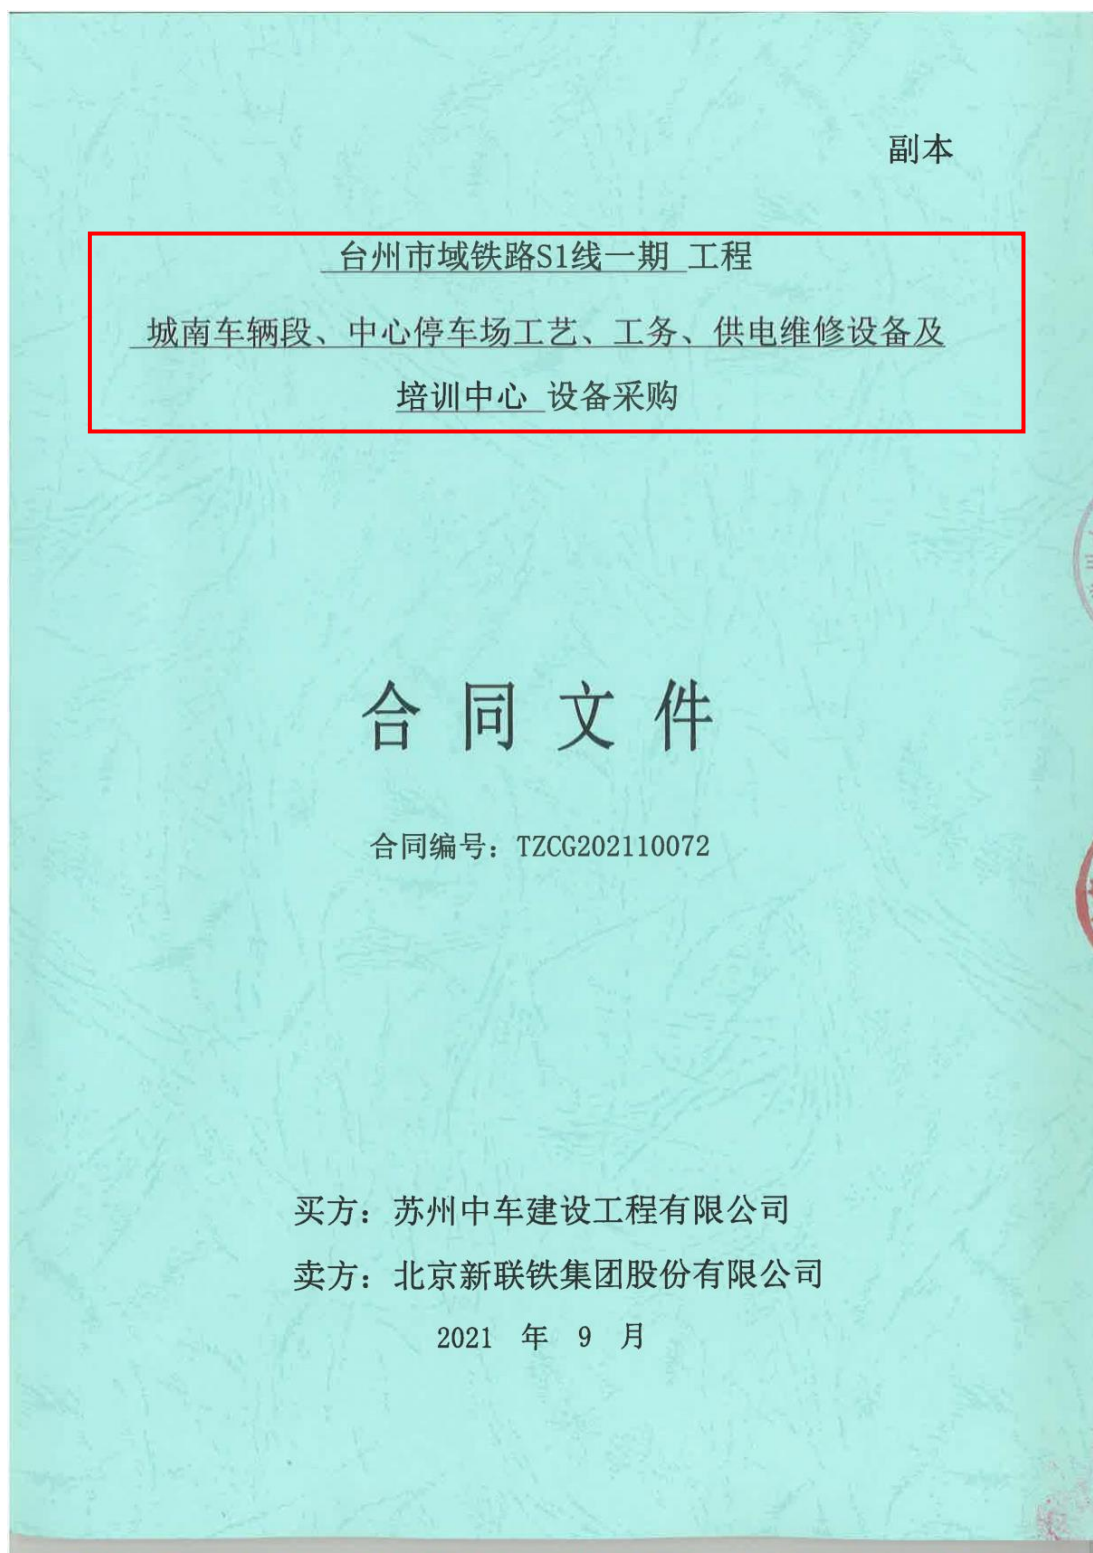 副本
台州市域铁路S1线一期 工程
城南车辆段、中心停车场工艺、工务、供电维修设备及
培训中心 设备采购
合同文件
合同编号：TZCG202110072
买方：苏州中车建设工程有限公司
卖方：北京新联铁集团股份有限公司
2021 年 9 月